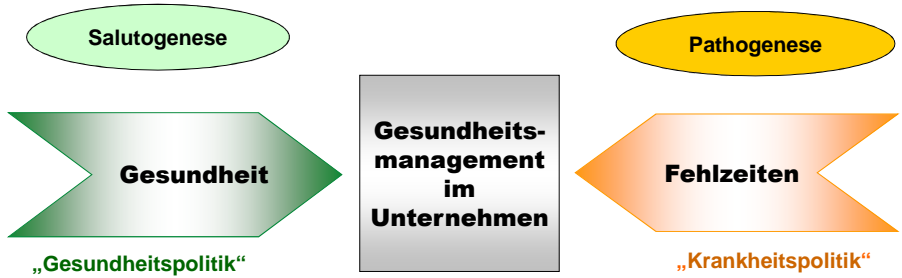 Salutogenese
Pathogenese
Gesundheit
Gesundheits-
management
im
Unternehmen
Fehlzeiten
„Gesundheitspolitik“
„Krankheitspolitik“